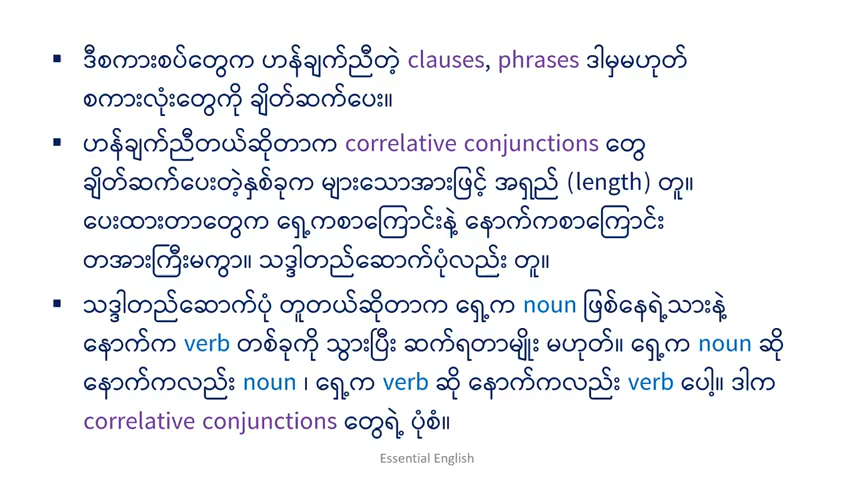 ▪ ဒီစကားစပ်တွေက ဟန်ချက်ညီတဲ့ clauses, phrases ဒါမှမဟုတ်
စကားလုံးတွေကို ချိတ်ဆက်ပေး။
▪ ဟန်ချက်ညီတယ်ဆိုတာက correlative conjunctions တွေ
ချိတ်ဆက်ပေးတဲ့နှစ်ခုက များသောအားဖြင့် အရှည် (length) တူ။
ပေးထားတာတွေက ရှေ့ကစာကြောင်းနဲ့ နောက်ကစာကြောင်း
တအားကြီးမကွာ။ သဒ္ဒါတည်ဆောက်ပုံလည်း တူ။
▪ သဒ္ဒါတည်ဆောက်ပုံ တူတယ်ဆိုတာက ရှေ့က noun ဖြစ်နေရဲ့သားနဲ့
နောက်က verb တစ်ခုကို သွားပြီး ဆက်ရတာမျိုး မဟုတ်။ ရှေ့က noun ဆို
နောက်ကလည်း noun ၊ ရှေ့က verb ဆို နောက်ကလည်း verb ပေါ့။ ဒါက
correlative conjunctions တွေရဲ့ ပုံစံ။
Essential English